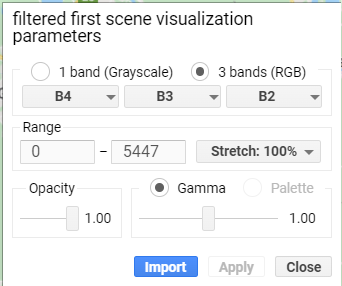 filtered first scene visualization
parameters
1 band (Grayscale) 3 bands (RGB)
B4 B3 B2
Range
0 – 5447 Stretch: 100%
Opacity Gamma Palette
1.00 1.00
Import Apply Close